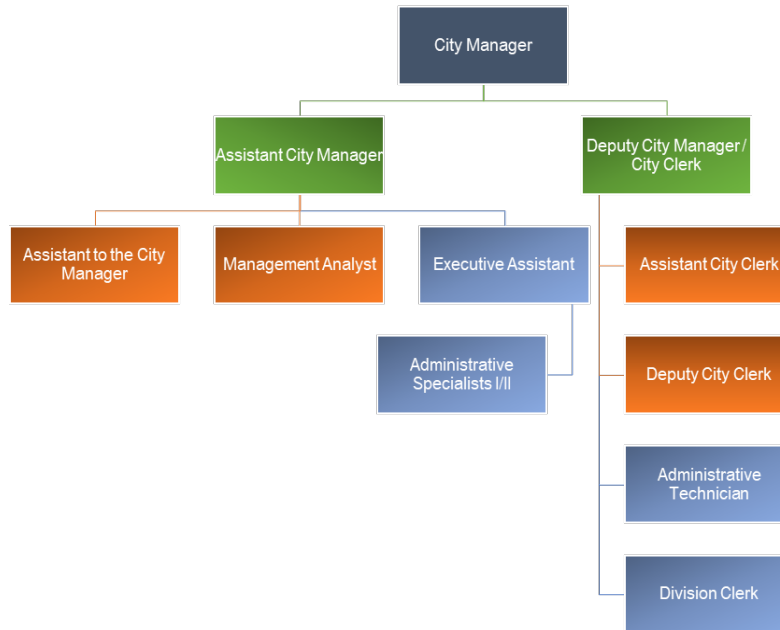 City Manager
Assistant City Manager
Deputy City Manager /
City Clerk
Assistant to the City
Manager
Management Analyst
Executive Assistant
Assistant City Clerk
Administrative
Specialists I/II
Deputy City Clerk
Administrative
Technician
Division Clerk